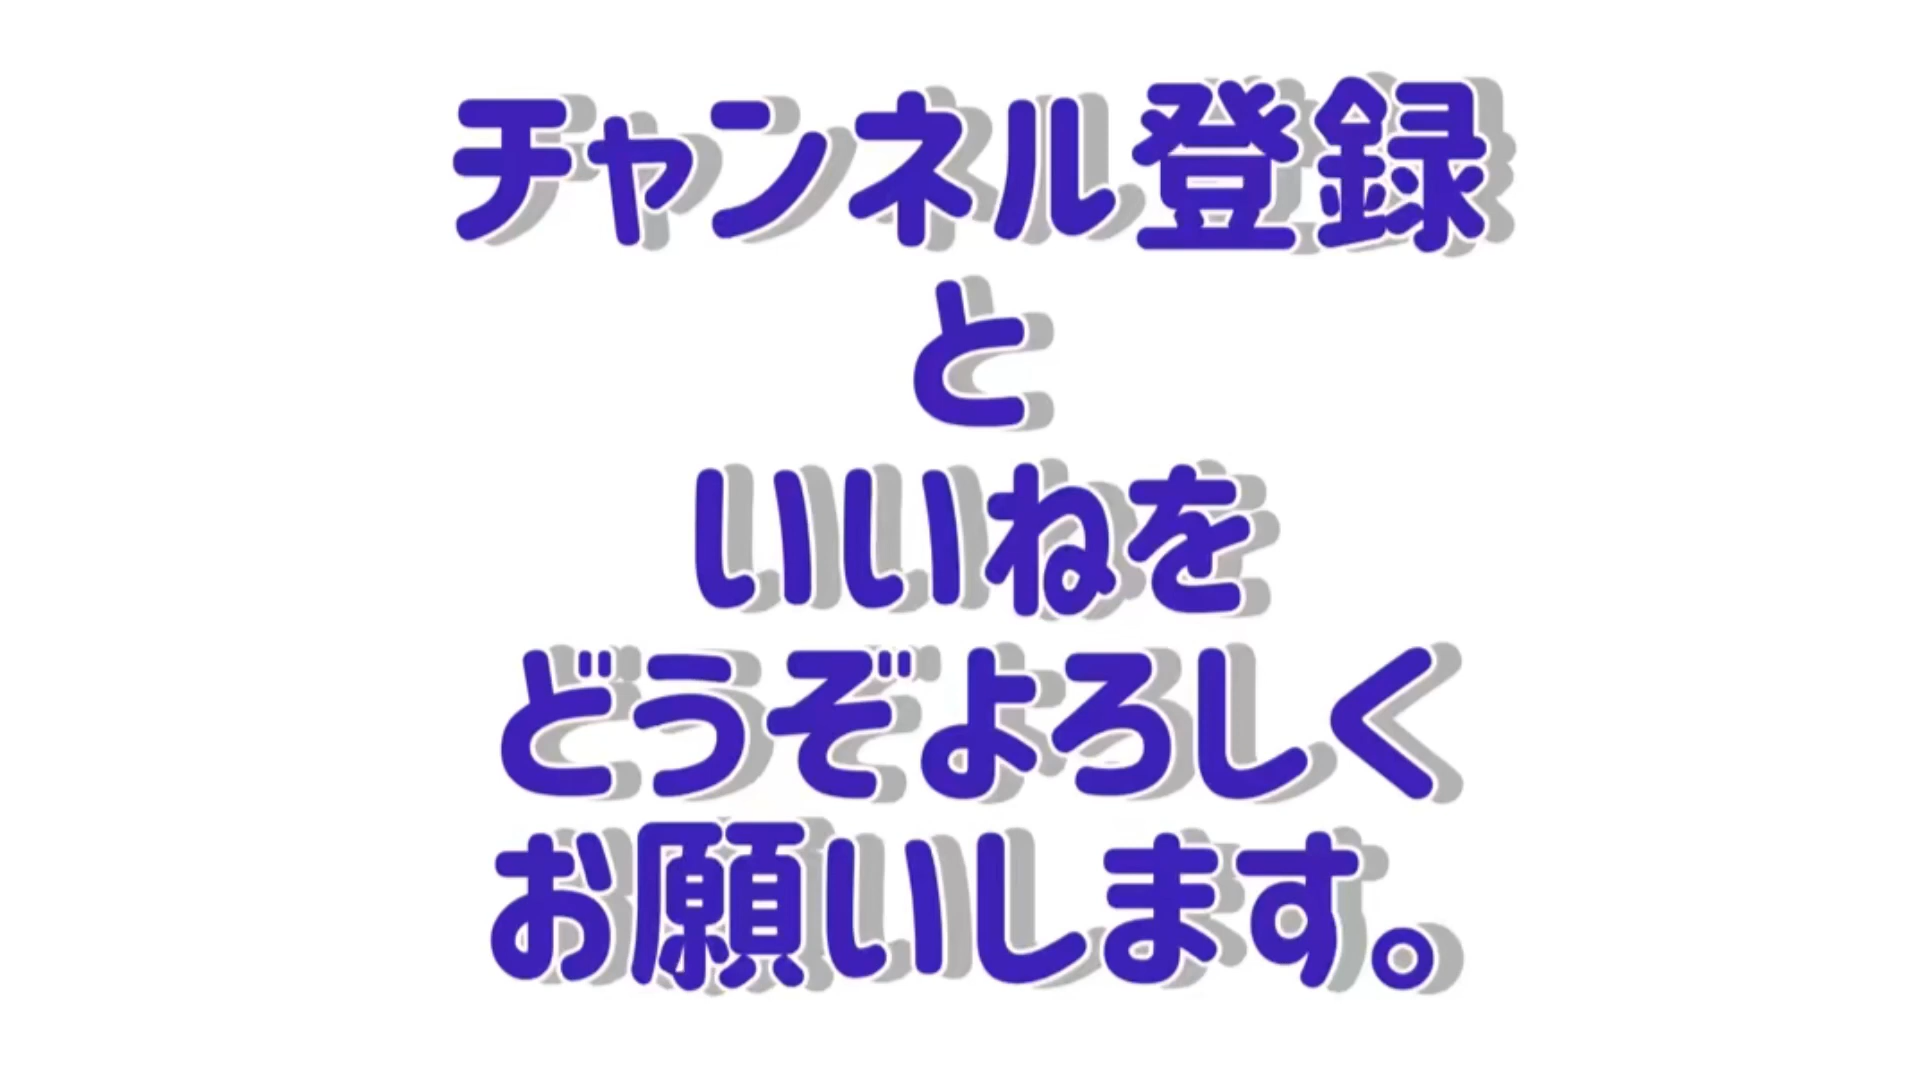 チャンネル登録
と
いいねを
どうぞよろしく
お願いします。